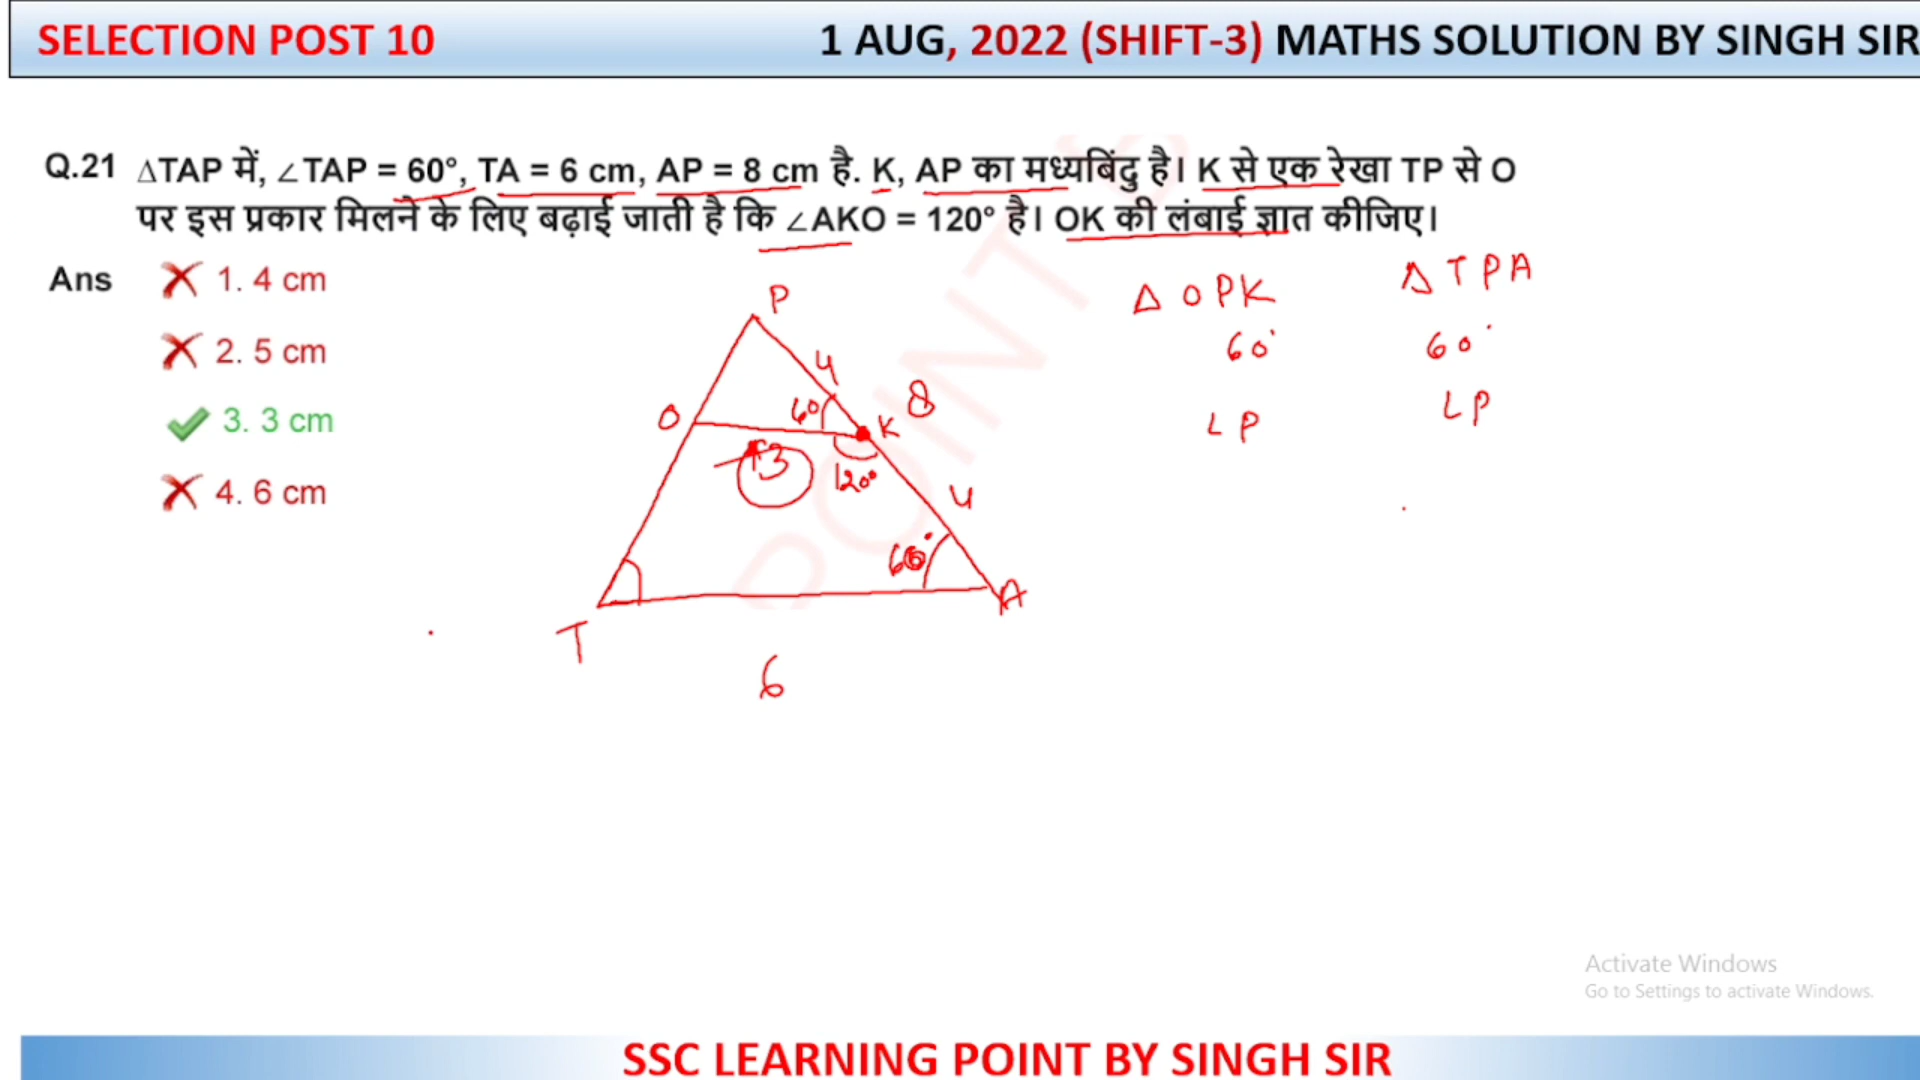 SELECTION POST 10
1 AUG, 2022 (SHIFT-3) MATHS SOLUTION BY SINGH SIR
Q.21 △TAP में, ∠TAP = 60°, TA = 6 cm, AP = 8 cm है. K, AP का मध्यबिंदु है। K से एक रेखा TP से O
पर इस प्रकार मिलने के लिए बढ़ाई जाती है कि ∠AKO = 120° है। OK की लंबाई ज्ञात कीजिए।
Ans
1. 4 cm
2. 5 cm
3. 3 cm
4. 6 cm
△ OPK
△ TPA
60°
60°
∠P
∠P
P
4
8
O
60
K
3
120°
4
60°
A
T
6
POINT
Activate Windows
Go to Settings to activate Windows.
SSC LEARNING POINT BY SINGH SIR